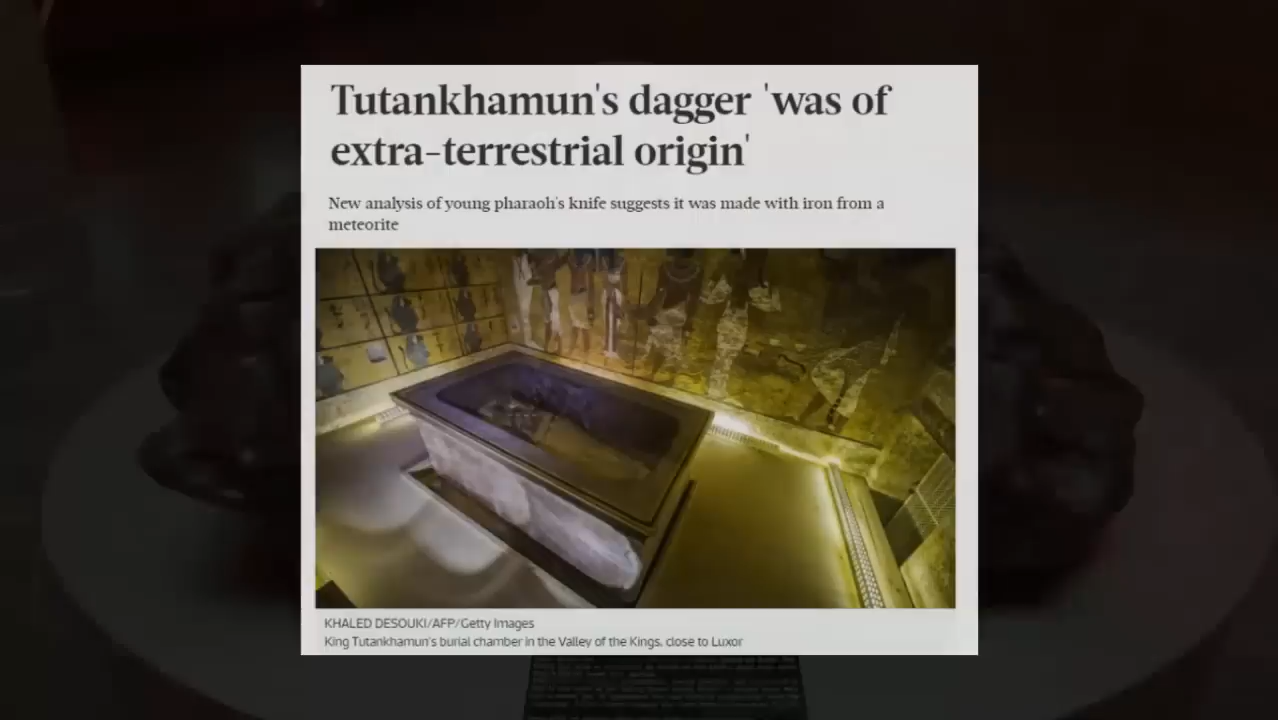 Tutankhamun's dagger 'was of
extra-terrestrial origin'
New analysis of young pharaoh's knife suggests it was made with iron from a
meteorite
KHALED DESOUKI/AFP/Getty Images
King Tutankhamun's burial chamber in the Valley of the Kings, close to Luxor